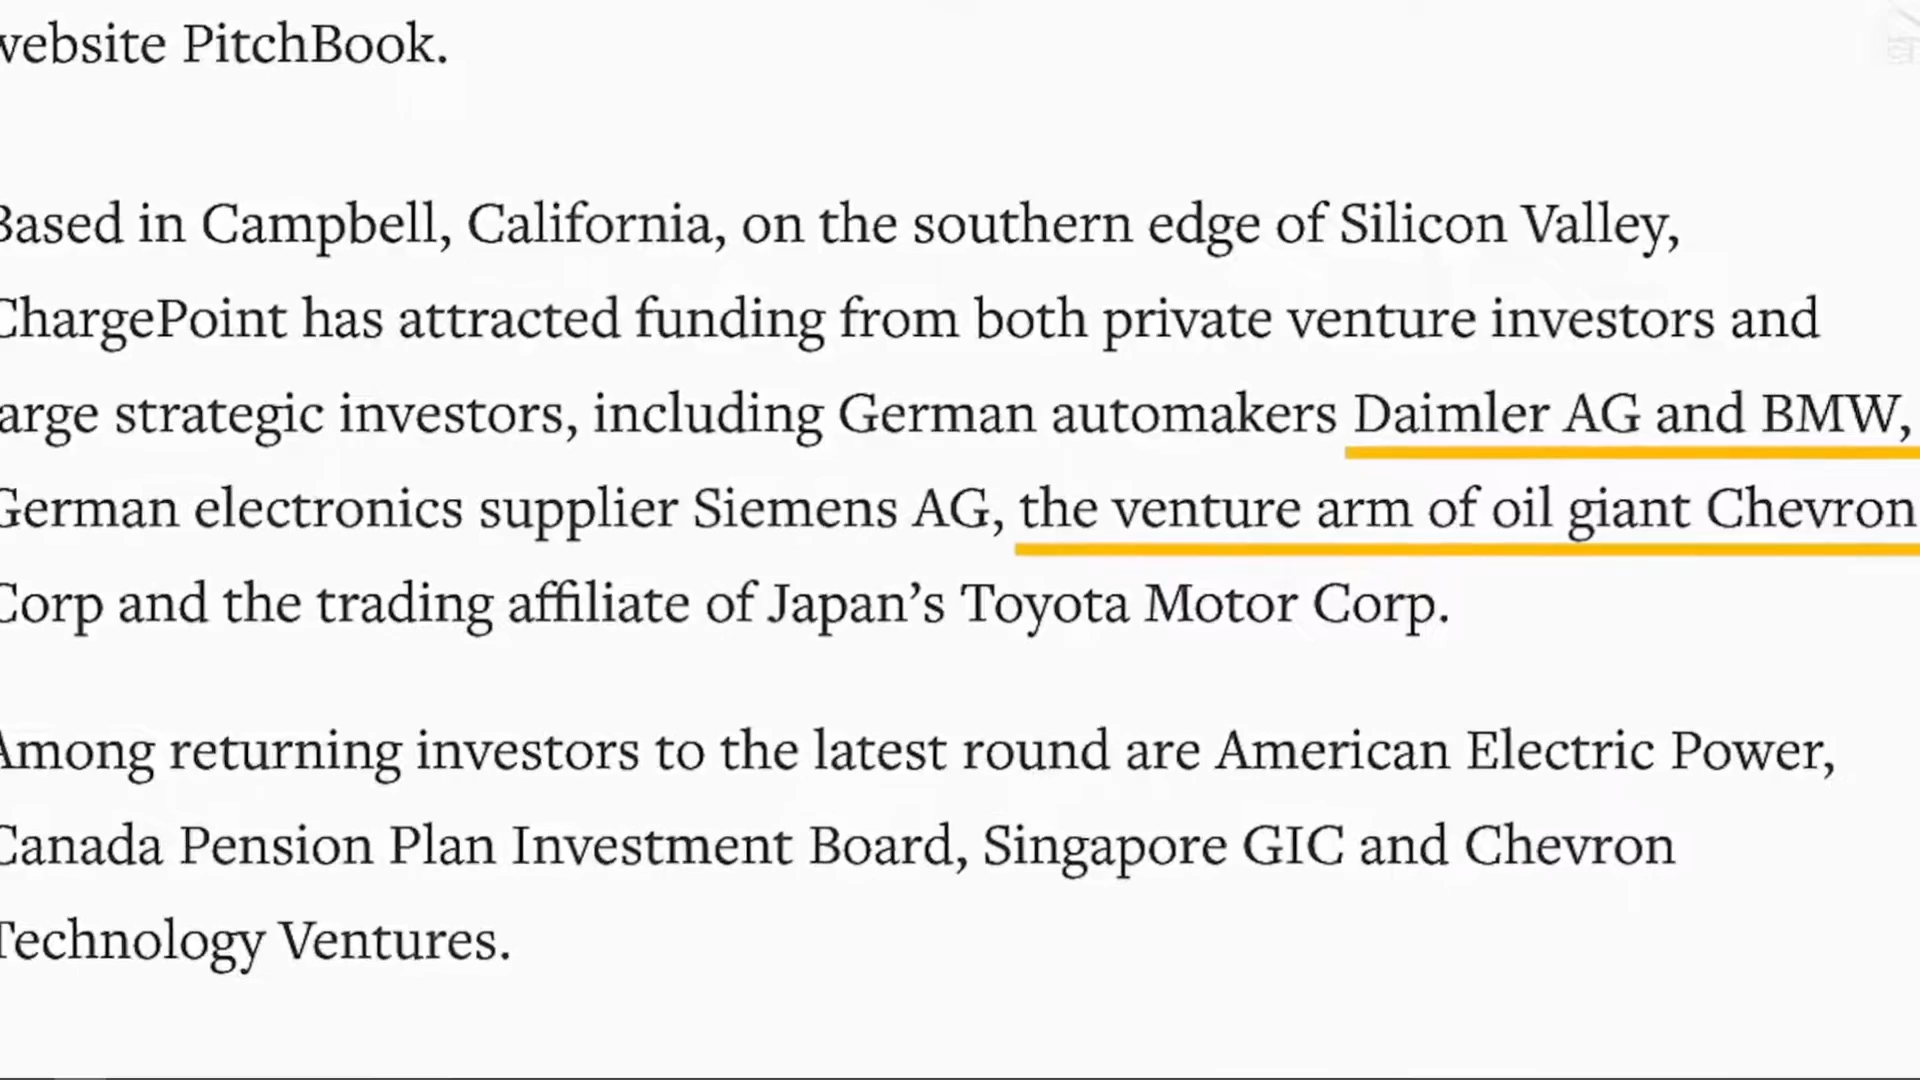 website PitchBook.
Based in Campbell, California, on the southern edge of Silicon Valley,
ChargePoint has attracted funding from both private venture investors and
large strategic investors, including German automakers Daimler AG and BMW,
German electronics supplier Siemens AG, the venture arm of oil giant Chevron
Corp and the trading affiliate of Japan’s Toyota Motor Corp.
Among returning investors to the latest round are American Electric Power,
Canada Pension Plan Investment Board, Singapore GIC and Chevron
Technology Ventures.